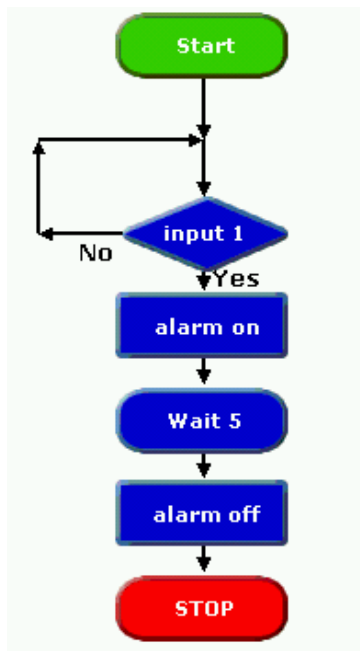 Start
input 1
No
Yes
alarm on
Wait 5
alarm off
STOP